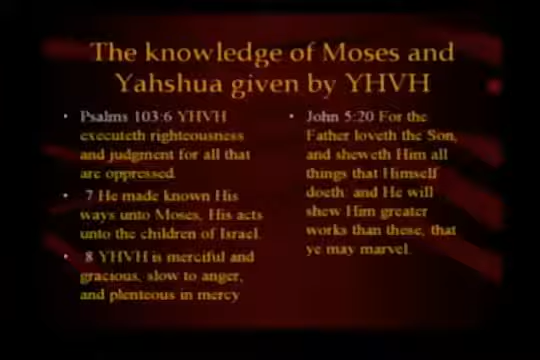 The knowledge of Moses and
Yahshua given by YHVH
• Psalms 103:6 YHVH
executeth righteousness
and judgment for all that
are oppressed.
• 7 He made known His
ways unto Moses, His acts
unto the children of Israel.
• 8 YHVH is merciful and
gracious, slow to anger,
and plenteous in mercy
• John 5:20 For the
Father loveth the Son,
and sheweth Him all
things that Himself
doeth: and He will
shew Him greater
works than these, that
ye may marvel.